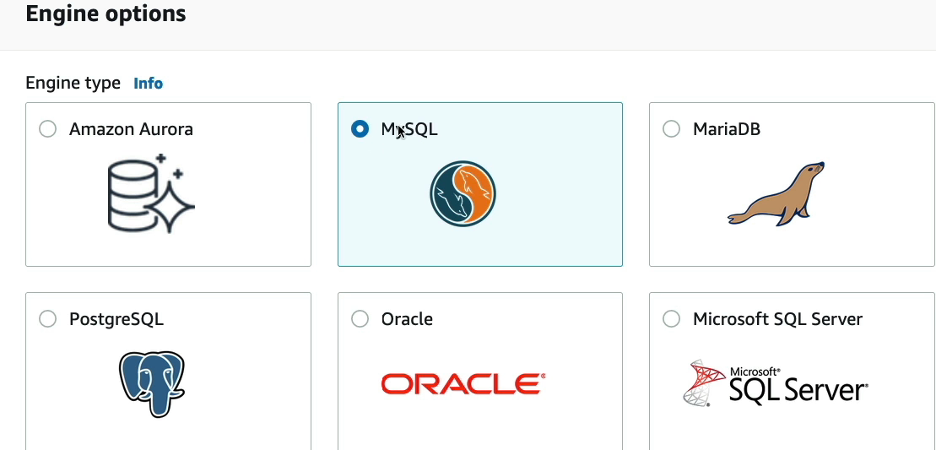 Engine options
Engine type Info
Amazon Aurora
MySQL
MariaDB
PostgreSQL
Oracle
Microsoft SQL Server
ORACLE®
Microsoft®
SQL Server®